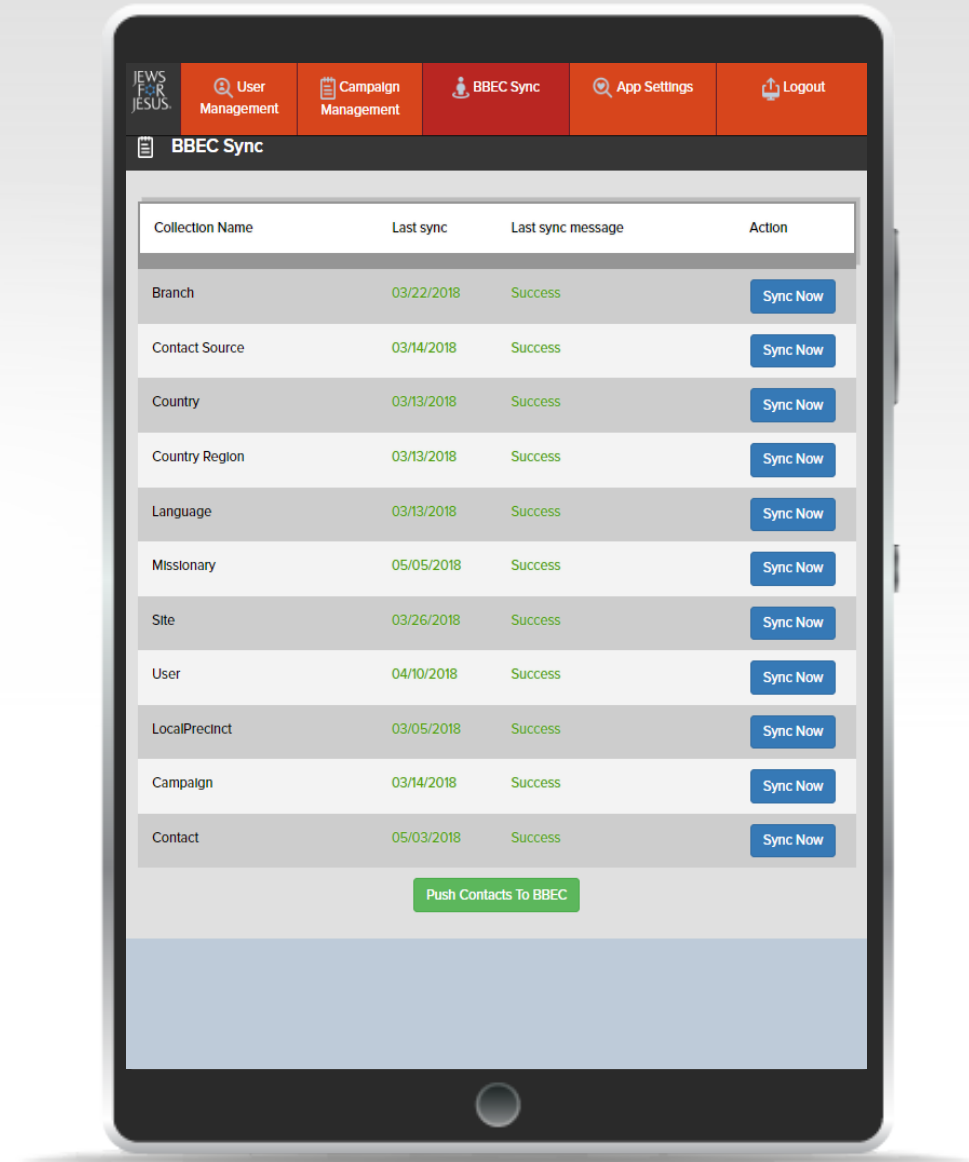 JEWS
FOR
JESUS.
User
Management
Campaign
Management
BBEC Sync
App Settings
Logout
BBEC Sync
Collection Name Last sync Last sync message Action
Branch 03/22/2018 Success Sync Now
Contact Source 03/14/2018 Success Sync Now
Country 03/13/2018 Success Sync Now
Country Region 03/13/2018 Success Sync Now
Language 03/13/2018 Success Sync Now
Missionary 05/05/2018 Success Sync Now
Site 03/26/2018 Success Sync Now
User 04/10/2018 Success Sync Now
LocalPrecinct 03/05/2018 Success Sync Now
Campaign 03/14/2018 Success Sync Now
Contact 05/03/2018 Success Sync Now
Push Contacts To BBEC